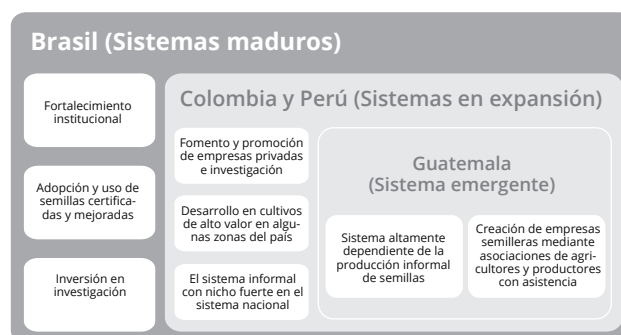 Brasil (Sistemas maduros)
Fortalecimiento
institucional
Adopción y uso de
semillas certifica-
das y mejoradas
Inversión en
investigación
Colombia y Perú (Sistemas en expansión)
Fomento y promoción
de empresas privadas
e investigación
Desarrollo en cultivos
de alto valor en algu-
nas zonas del país
El sistema informal
con nicho fuerte en el
sistema nacional
Guatemala
(Sistema emergente)
Sistema altamente
dependiente de la
producción informal
de semillas
Creación de empresas
semilleras mediante
asociaciones de agri-
cultores y productores
con asistencia